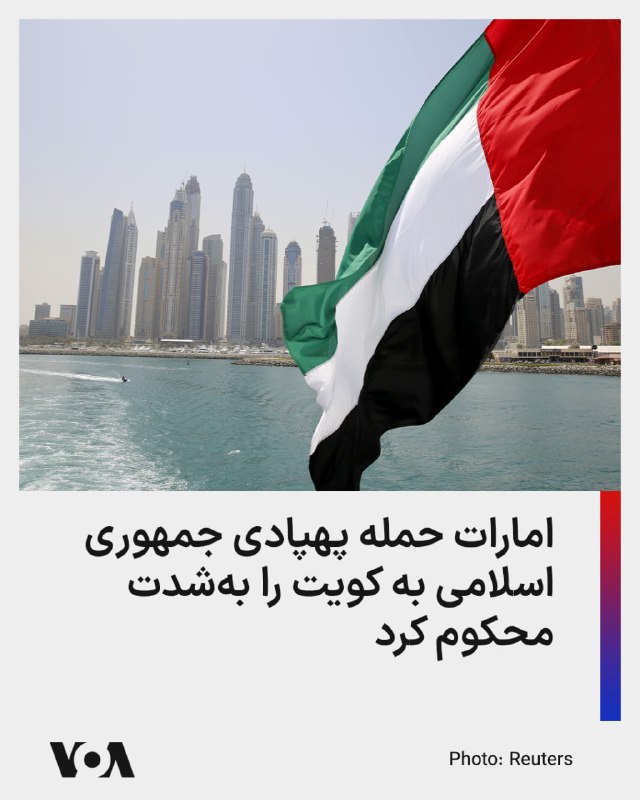 امارات حمله پهپادی جمهوری
اسلامی به کویت را به‌شدت
محکوم کرد
VOA
Photo: Reuters